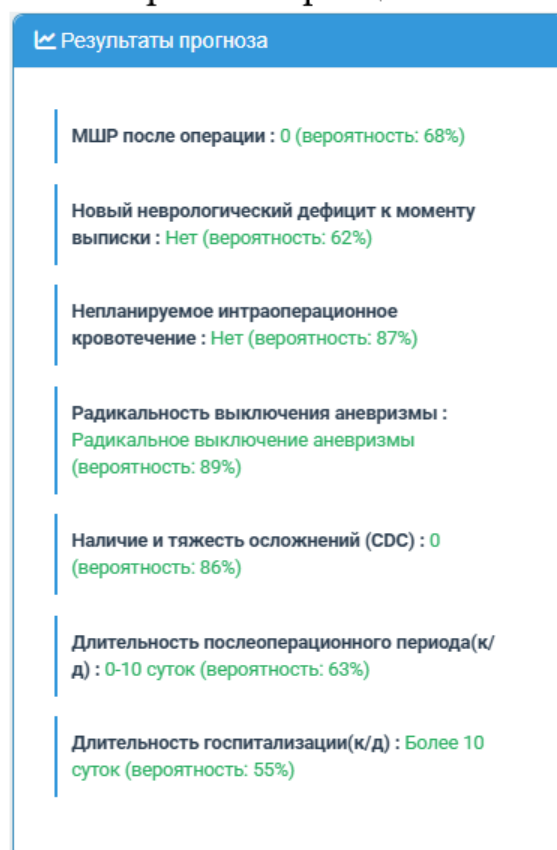 Результаты прогноза
МШР после операции : 0 (вероятность: 68%)
Новый неврологический дефицит к моменту
выписки : Нет (вероятность: 62%)
Непланируемое интраоперационное
кровотечение : Нет (вероятность: 87%)
Радикальность выключения аневризмы :
Радикальное выключение аневризмы
(вероятность: 89%)
Наличие и тяжесть осложнений (CDC) : 0
(вероятность: 86%)
Длительность послеоперационного периода(к/
д) : 0-10 суток (вероятность: 63%)
Длительность госпитализации(к/д) : Более 10
суток (вероятность: 55%)